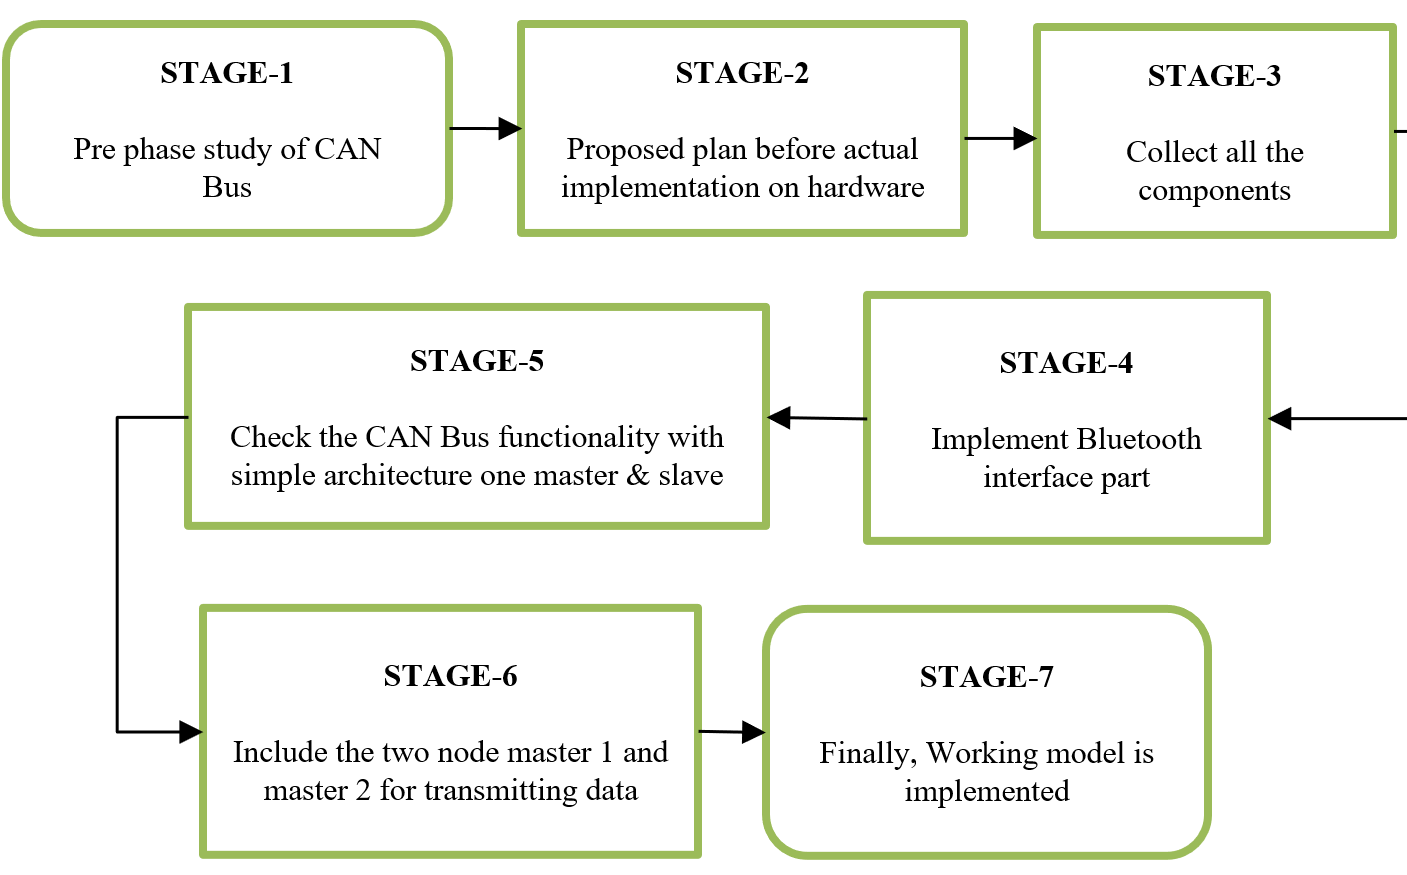 STAGE-1
Pre phase study of CAN
Bus
STAGE-2
Proposed plan before actual
implementation on hardware
STAGE-3
Collect all the
components
STAGE-4
Implement Bluetooth
interface part
STAGE-5
Check the CAN Bus functionality with
simple architecture one master & slave
STAGE-6
Include the two node master 1 and
master 2 for transmitting data
STAGE-7
Finally, Working model is
implemented